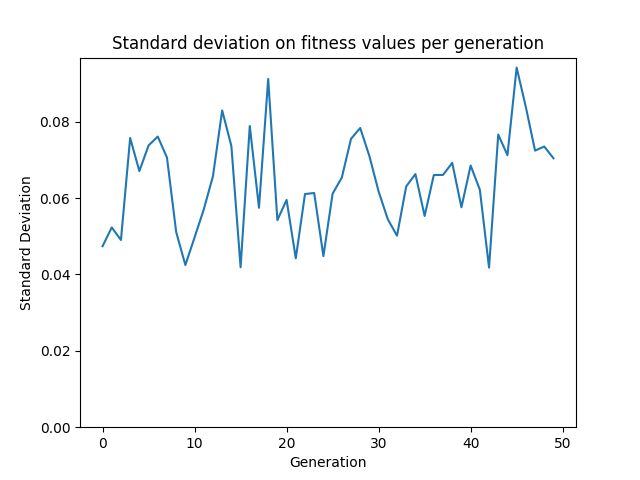 Standard deviation on fitness values per generation
Standard Deviation
0.08
0.06
0.04
0.02
0.00
0 10 20 30 40 50
Generation